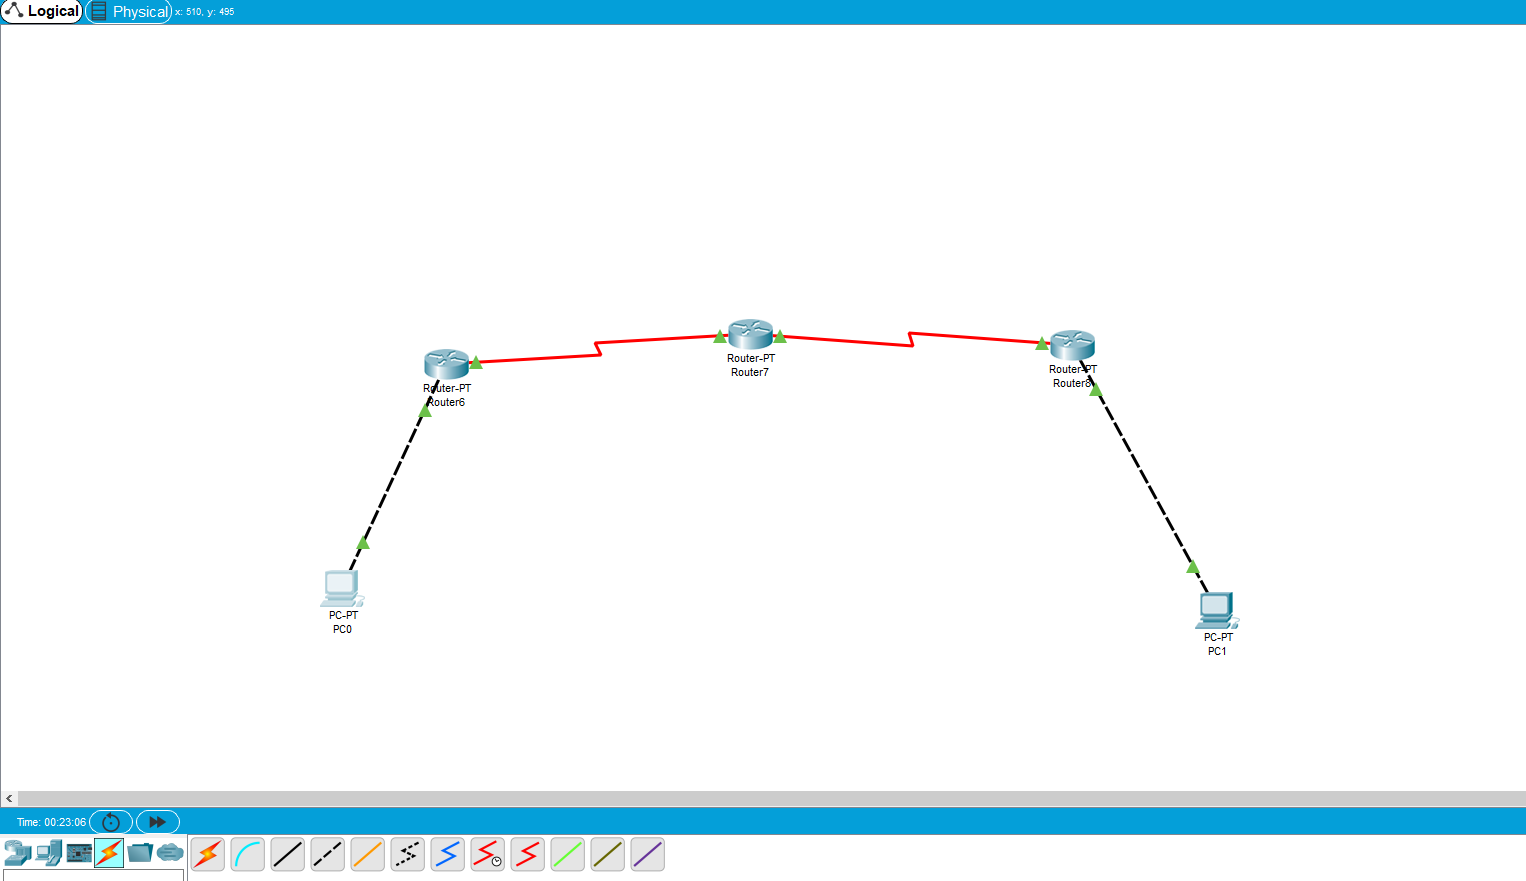 Logical
Physical
x: 510, y: 495
Router-PT
Router7
Router-PT
Router8
Router-PT
Router6
PC-PT
PC0
PC-PT
PC1
Time: 00:23:06